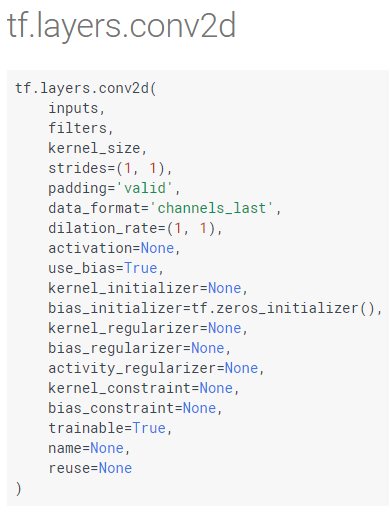 tf.layers.conv2d
tf.layers.conv2d(
    inputs,
    filters,
    kernel_size,
    strides=(1, 1),
    padding='valid',
    data_format='channels_last',
    dilation_rate=(1, 1),
    activation=None,
    use_bias=True,
    kernel_initializer=None,
    bias_initializer=tf.zeros_initializer(),
    kernel_regularizer=None,
    bias_regularizer=None,
    activity_regularizer=None,
    kernel_constraint=None,
    bias_constraint=None,
    trainable=True,
    name=None,
    reuse=None
)